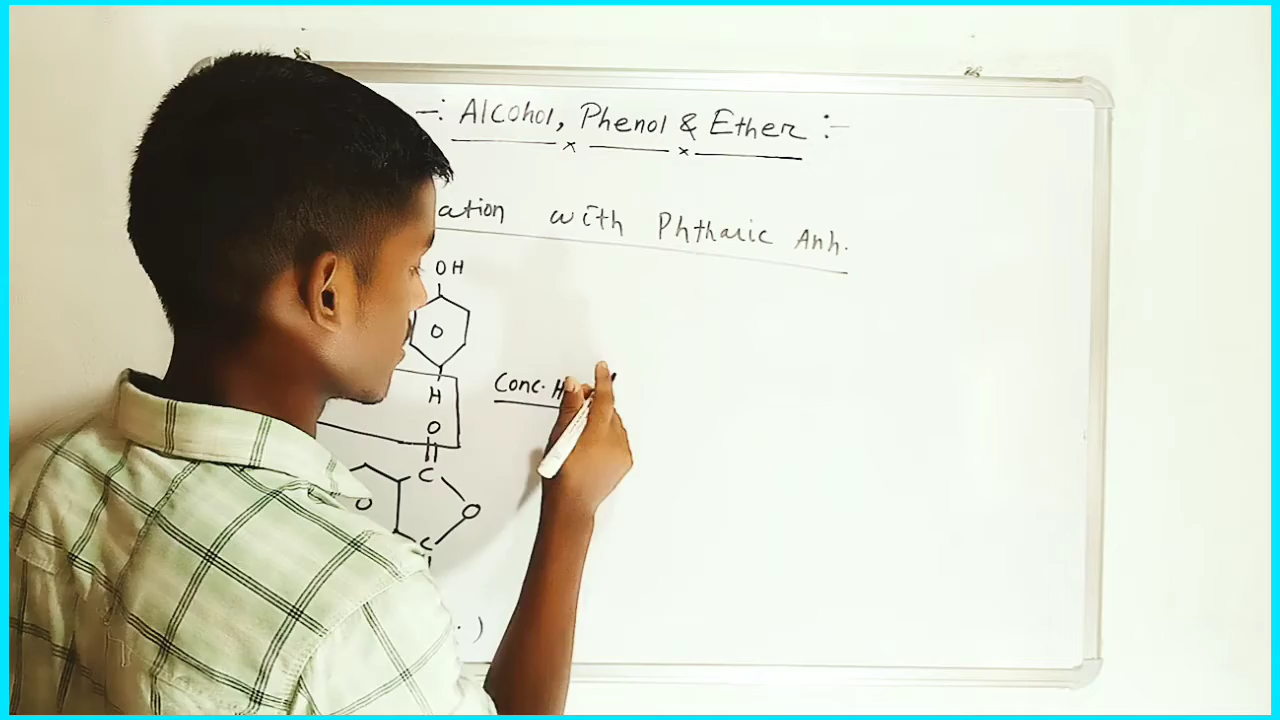 -: Alcohol, Phenol & Ether :-
ation with Phthalic Anh.
OH
O
H
O
Conc. H
C
O
O
C
. )